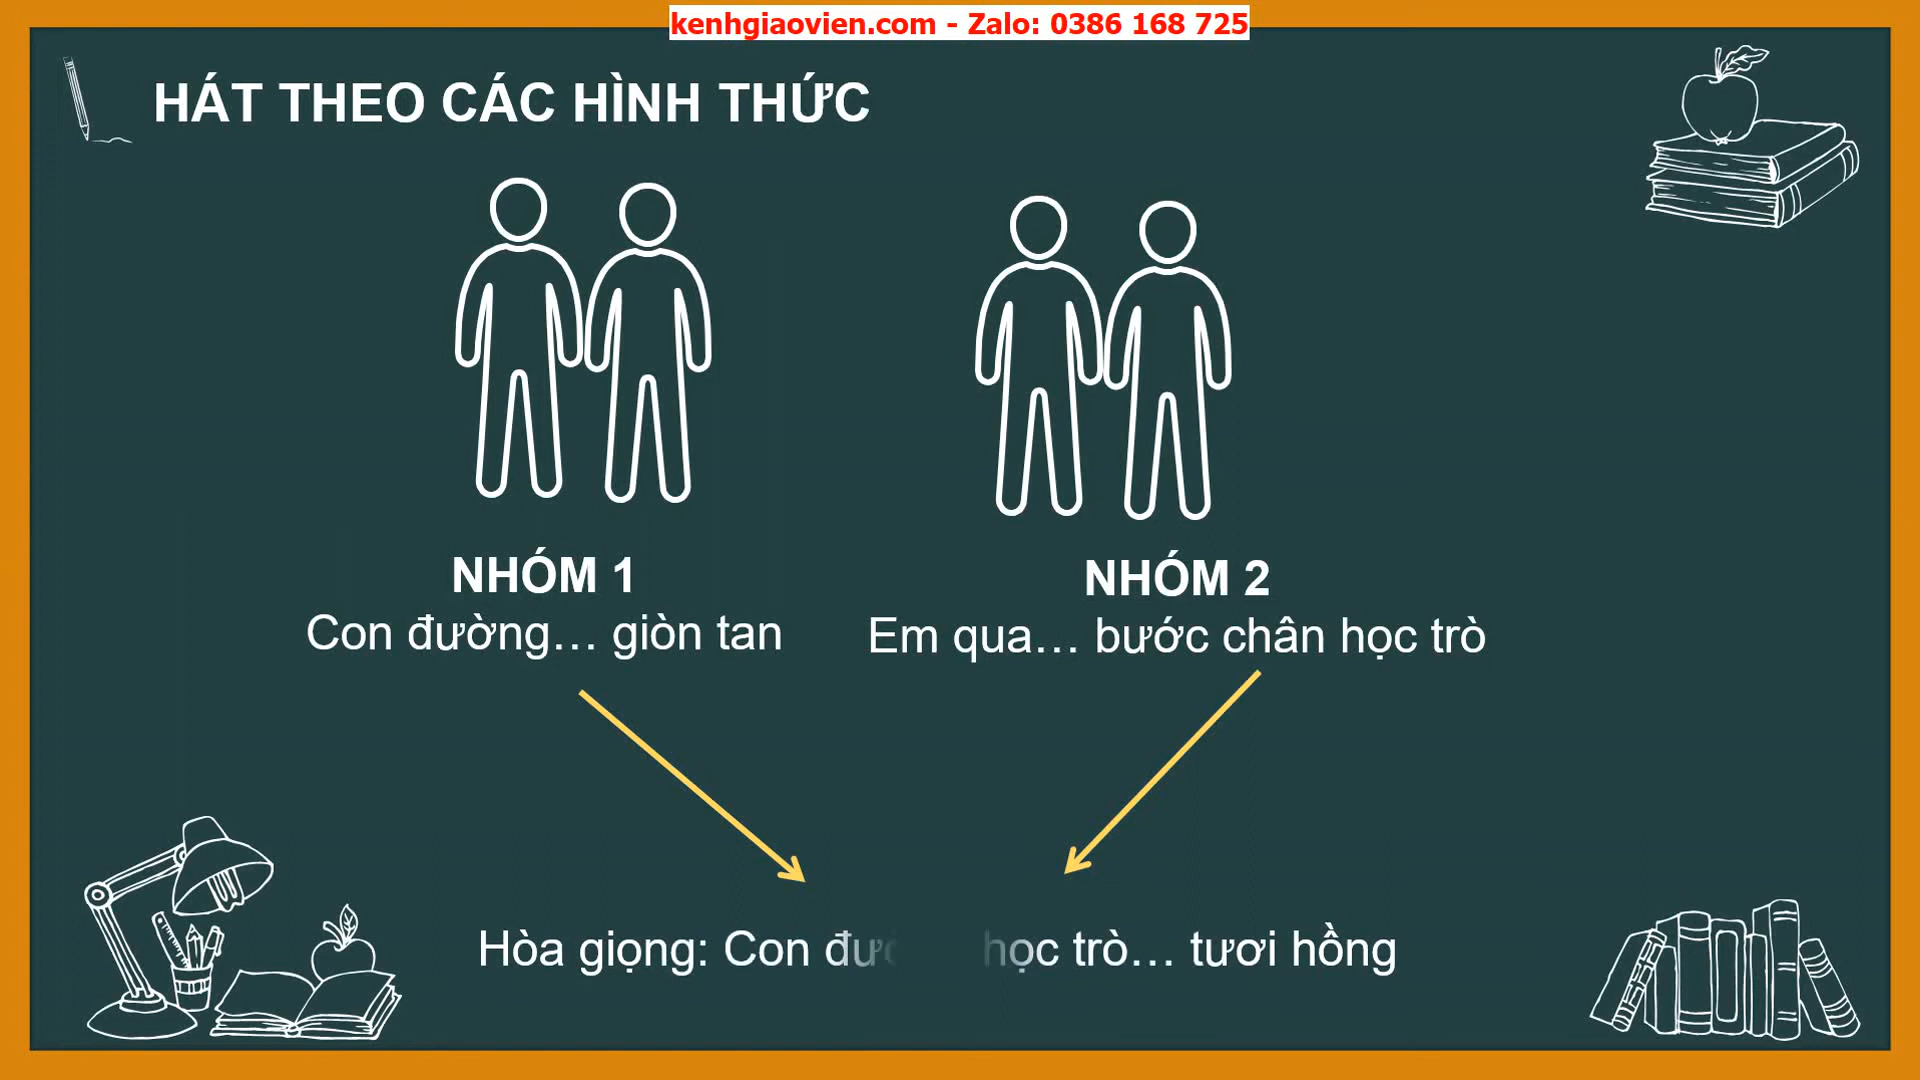 kenhgiaovien.com - Zalo: 0386 168 725
HÁT THEO CÁC HÌNH THỨC
NHÓM 1
Con đường… giòn tan
NHÓM 2
Em qua… bước chân học trò
Hòa giọng: Con học trò… tươi hồng